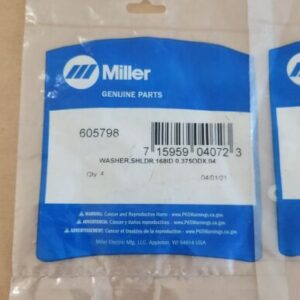 Miller
GENUINE PARTS
605798
7 15959 04072 3
WASHER,SHLDR.168ID 0.375ODX.04
Qty 4
04/01/21
WARNING: Cancer and Reproductive Harm - www.P65Warnings.ca.gov
Miller Electric Mfg. LLC, Appleton, WI 54914 USA